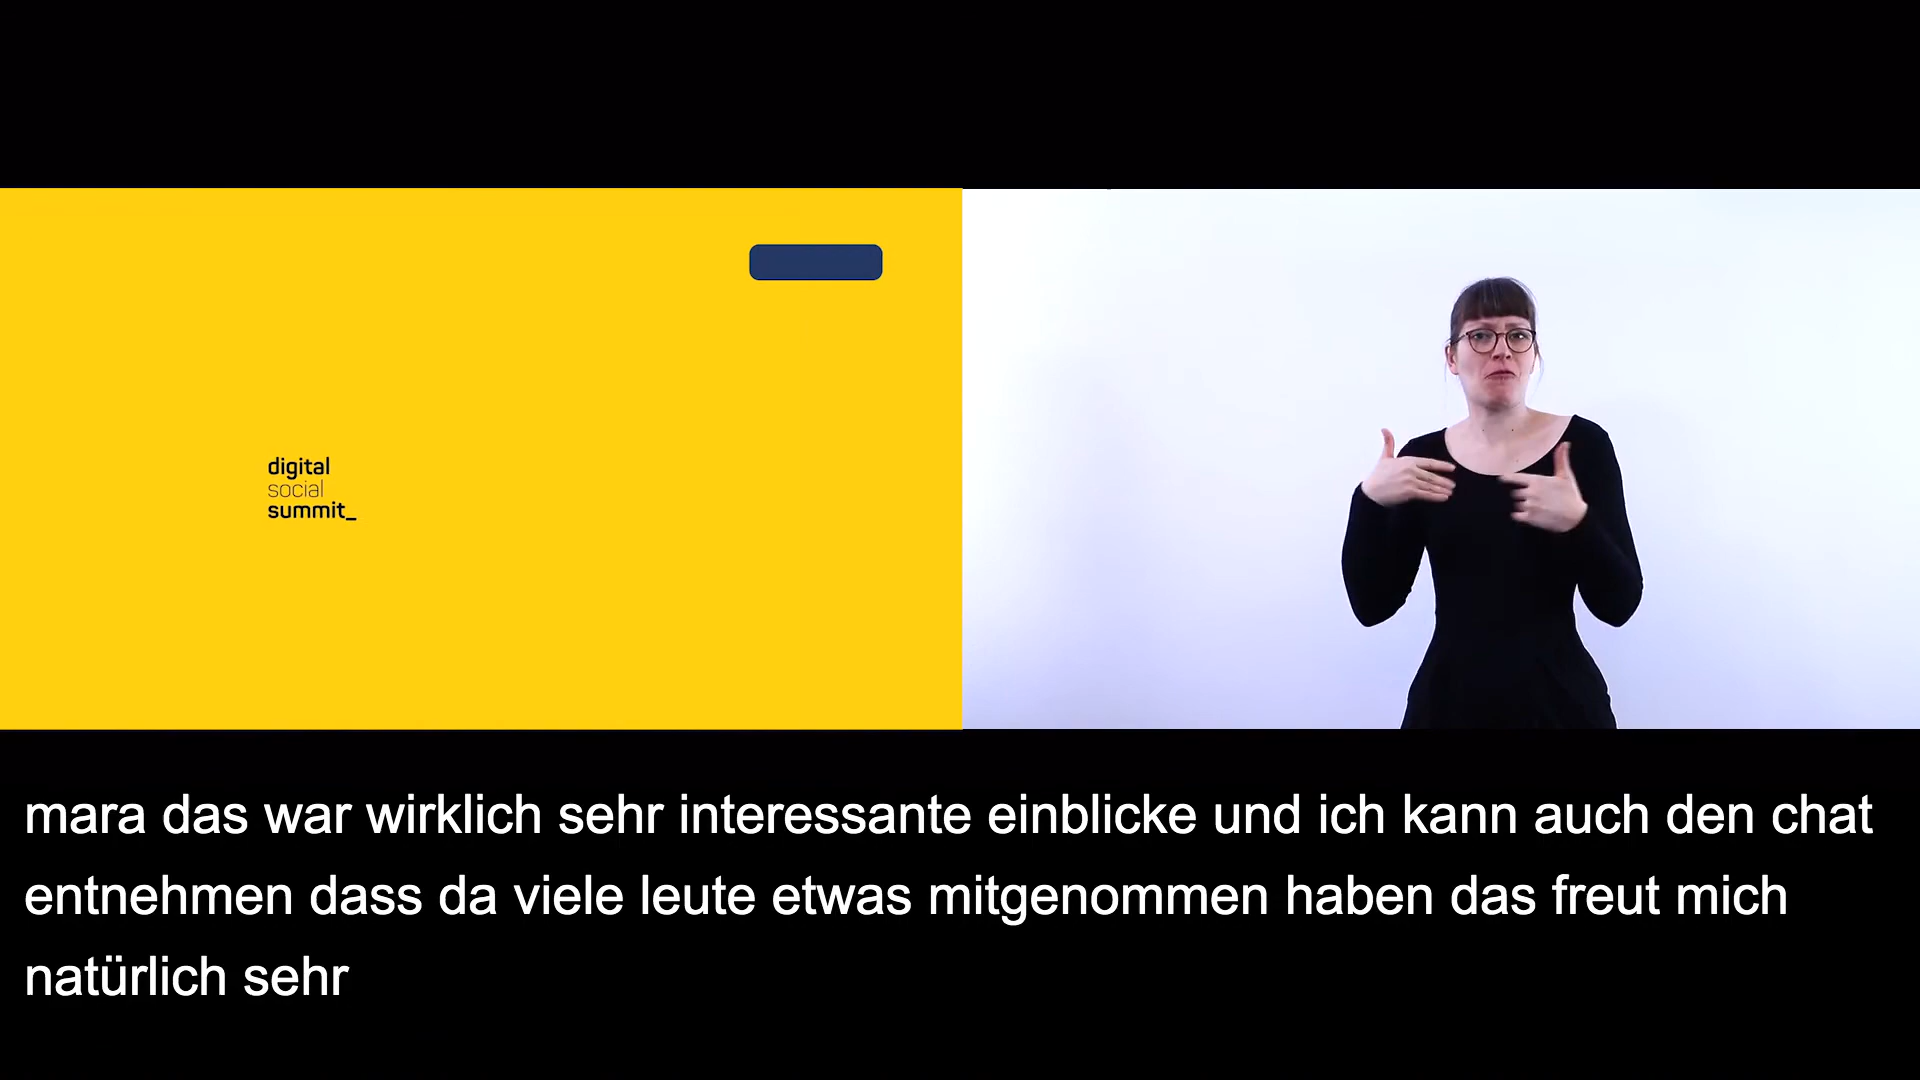 digital
social
summit_
mara das war wirklich sehr interessante einblicke und ich kann auch den chat
entnehmen dass da viele leute etwas mitgenommen haben das freut mich
natürlich sehr